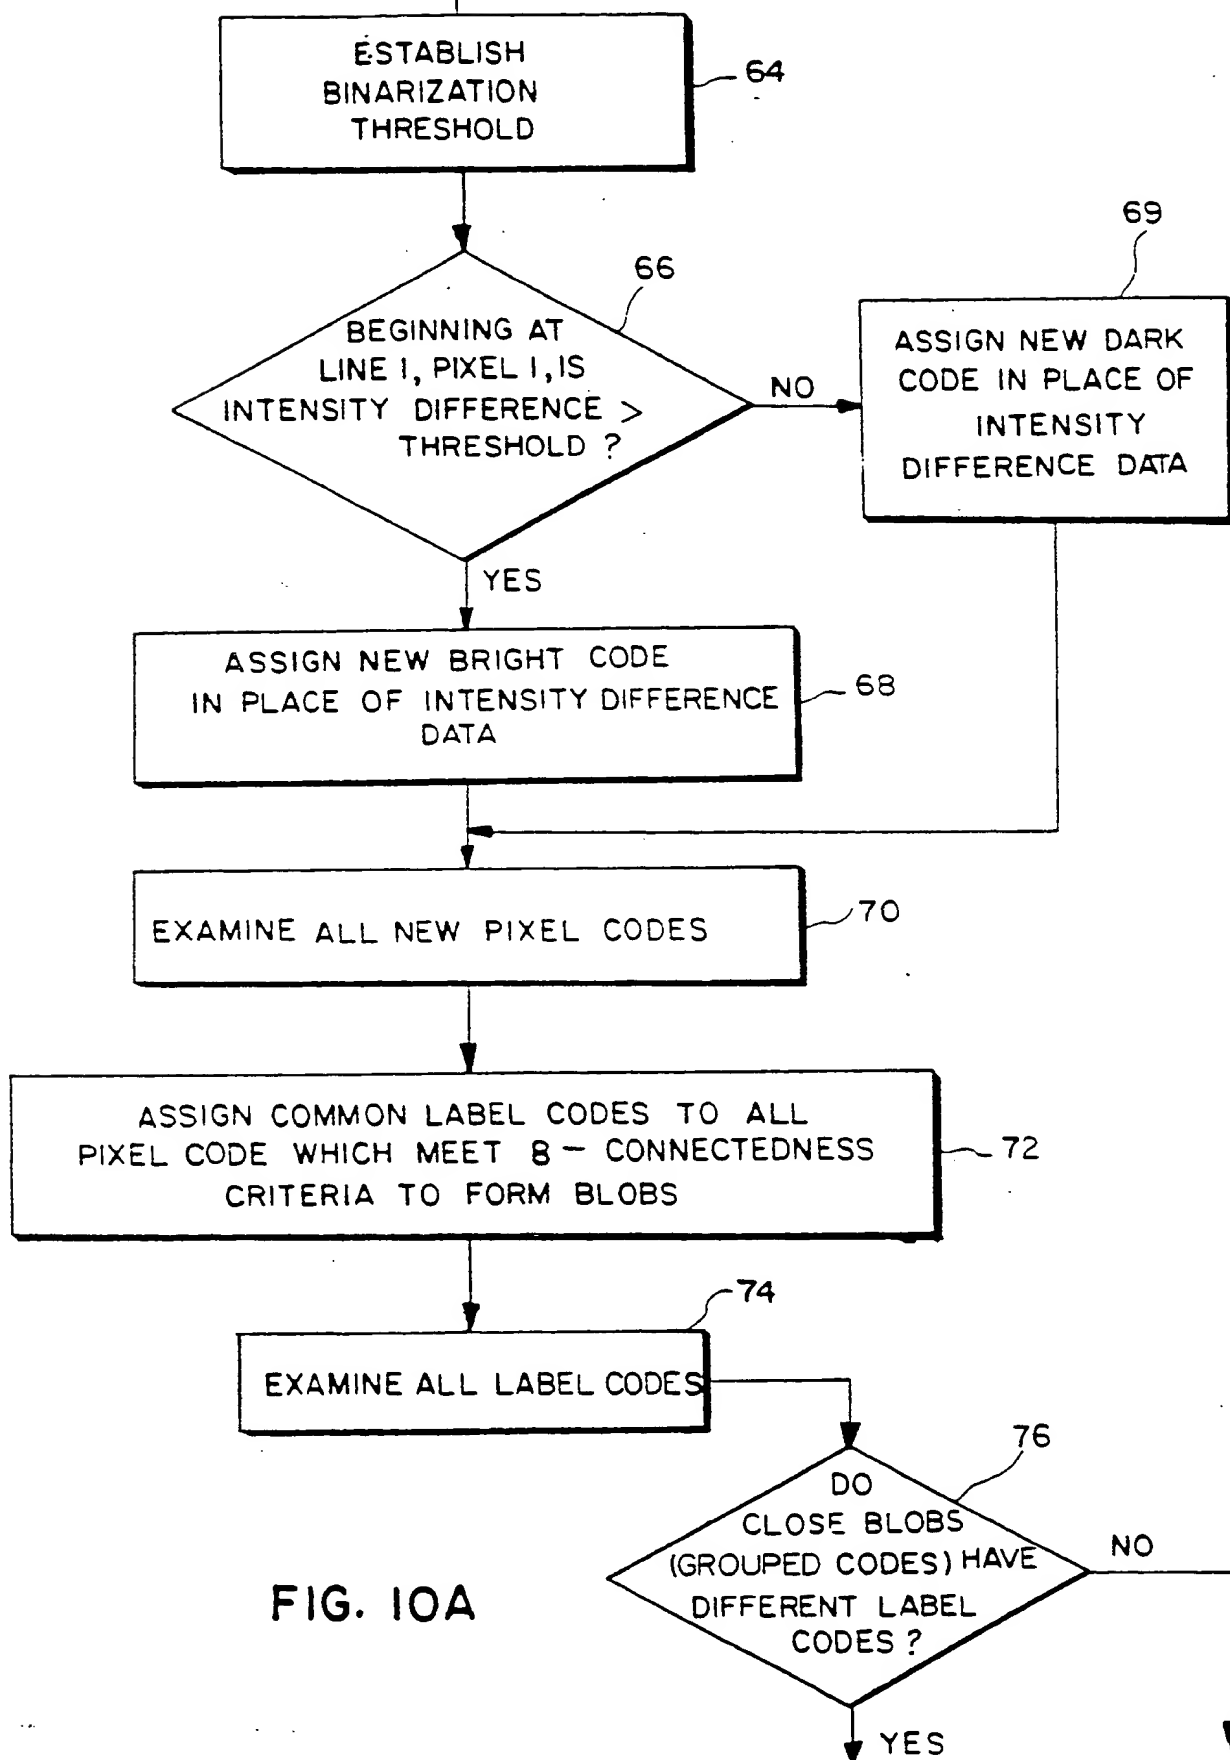 ESTABLISH
BINARIZATION
THRESHOLD
64
66
BEGINNING AT
LINE 1, PIXEL 1, IS
INTENSITY DIFFERENCE >
THRESHOLD ?
NO
69
ASSIGN NEW DARK
CODE IN PLACE OF
INTENSITY
DIFFERENCE DATA
YES
ASSIGN NEW BRIGHT CODE
IN PLACE OF INTENSITY DIFFERENCE
DATA
68
EXAMINE ALL NEW PIXEL CODES
70
ASSIGN COMMON LABEL CODES TO ALL
PIXEL CODE WHICH MEET 8 - CONNECTEDNESS
CRITERIA TO FORM BLOBS
72
74
EXAMINE ALL LABEL CODES
76
DO
CLOSE BLOBS
(GROUPED CODES) HAVE
DIFFERENT LABEL
CODES ?
NO
YES
FIG. 10A